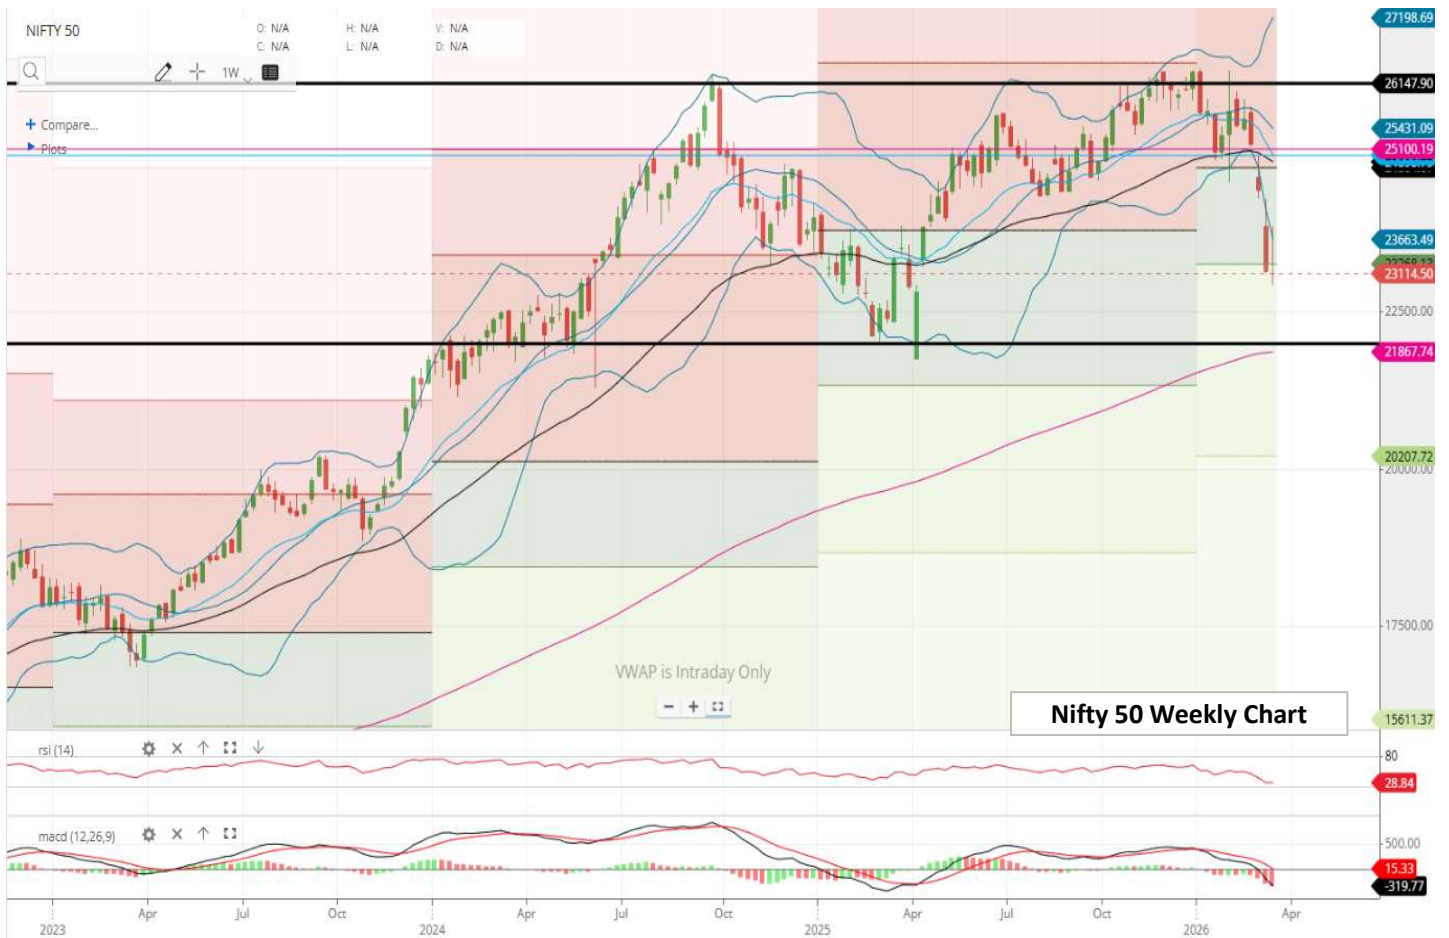 NIFTY 50
O: N/A H: N/A V: N/A
C: N/A L: N/A D: N/A
1W
+ Compare...
Plots
27198.69
26147.90
25431.09
25100.19
23663.49
23268.13
23114.50
22500.00
21867.74
20207.72
20000.00
17500.00
15611.37
VWAP is Intraday Only
Nifty 50 Weekly Chart
rsi (14)
80
28.84
macd (12,26,9)
500.00
15.33
-319.77
2023 Apr Jul Oct 2024 Apr Jul Oct 2025 Apr Jul Oct 2026 Apr